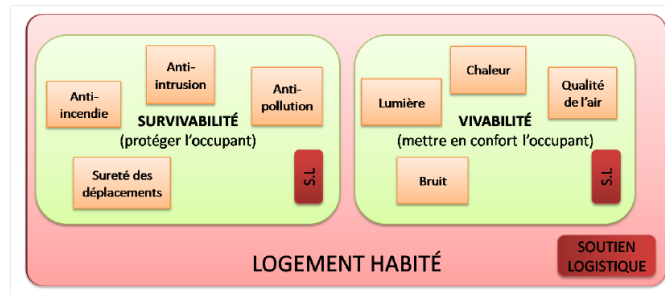 Anti-
incendie
Anti-
intrusion
Anti-
pollution
SURVIVABILITÉ
(protéger l'occupant)
Sureté des
déplacements
S.L
Lumière
Chaleur
Qualité
de l'air
VIVABILITÉ
(mettre en confort l'occupant)
Bruit
S.L
LOGEMENT HABITÉ
SOUTIEN
LOGISTIQUE